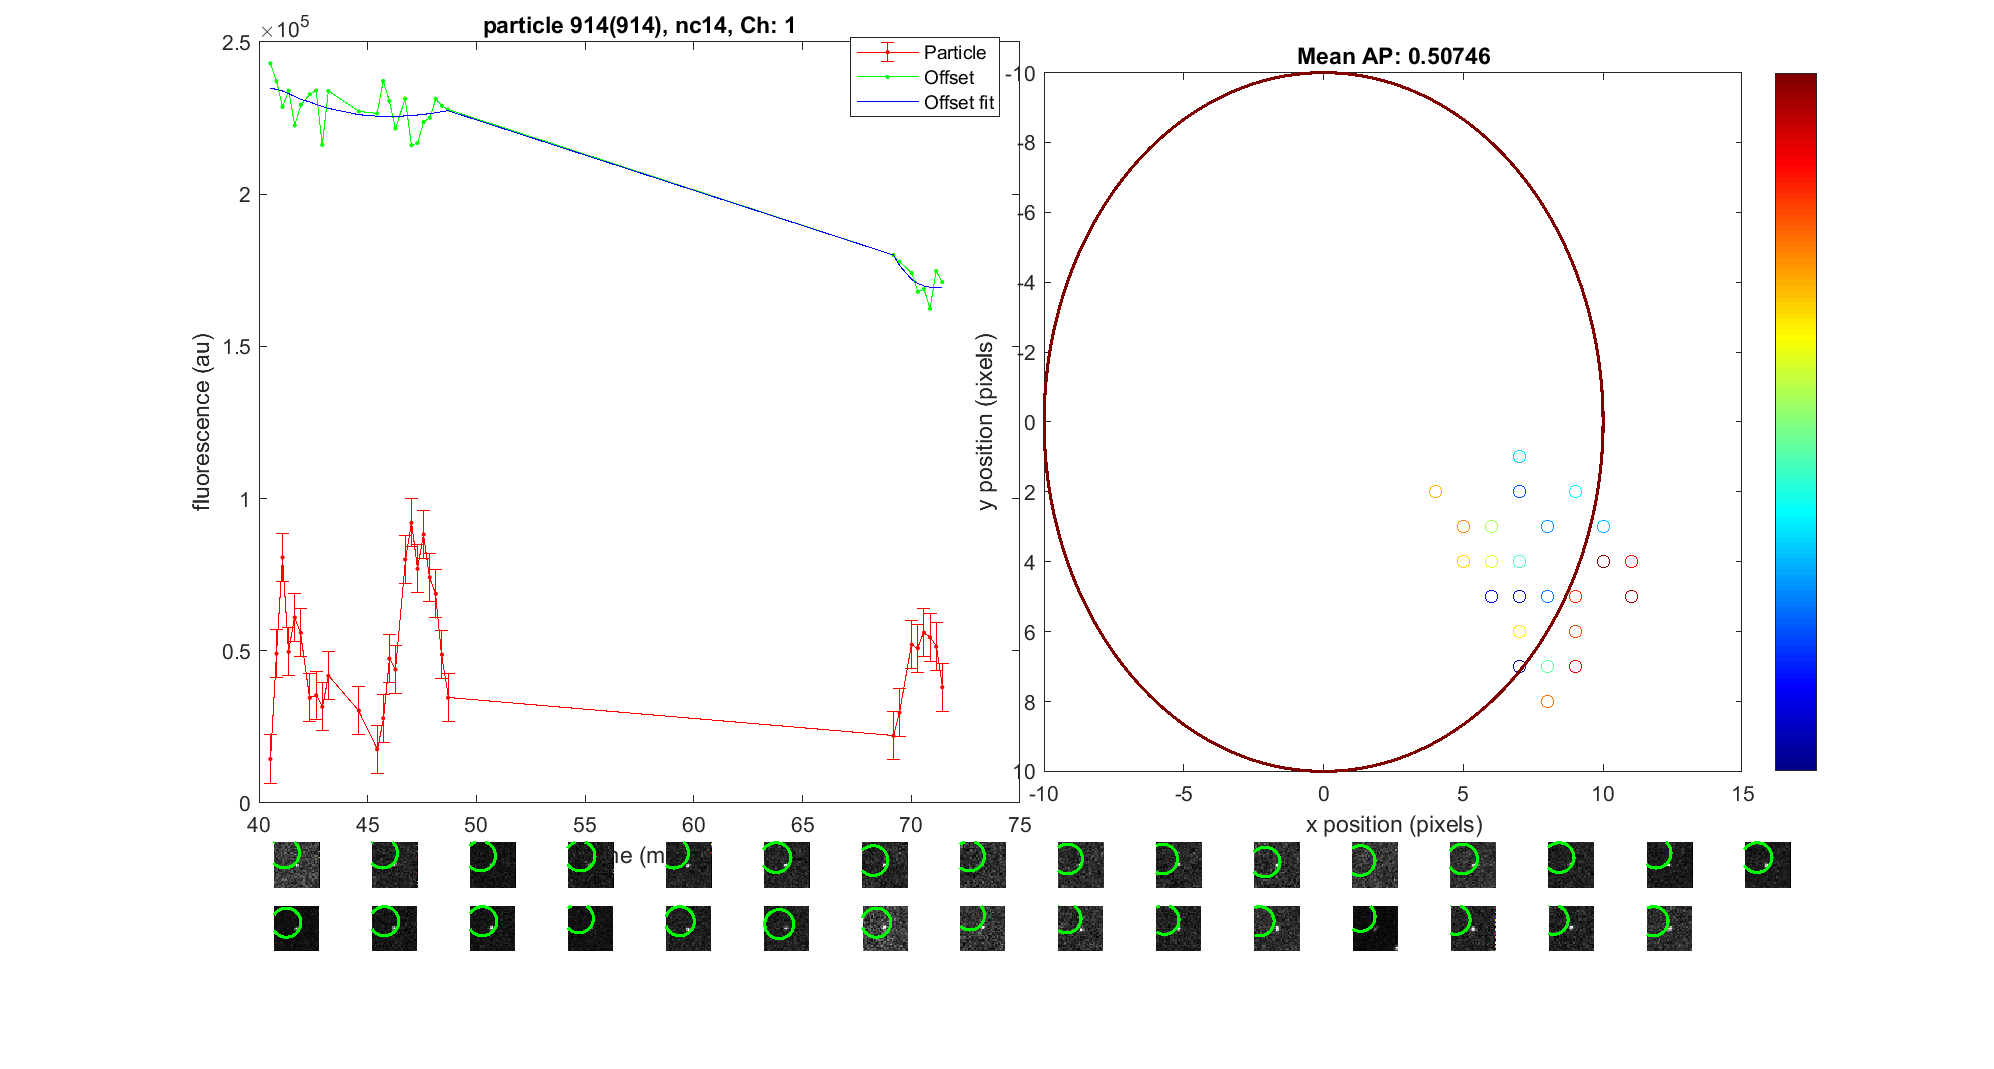 particle 914(914), nc14, Ch: 1
×10^5
2.5
2
1.5
1
0.5
0
fluorescence (au)
40 45 50 55 60 65 70 75
Particle
Offset
Offset fit
Mean AP: 0.50746
-10
-8
-6
-4
-2
0
2
4
6
8
10
y position (pixels)
-10 -5 0 5 10 15
x position (pixels)